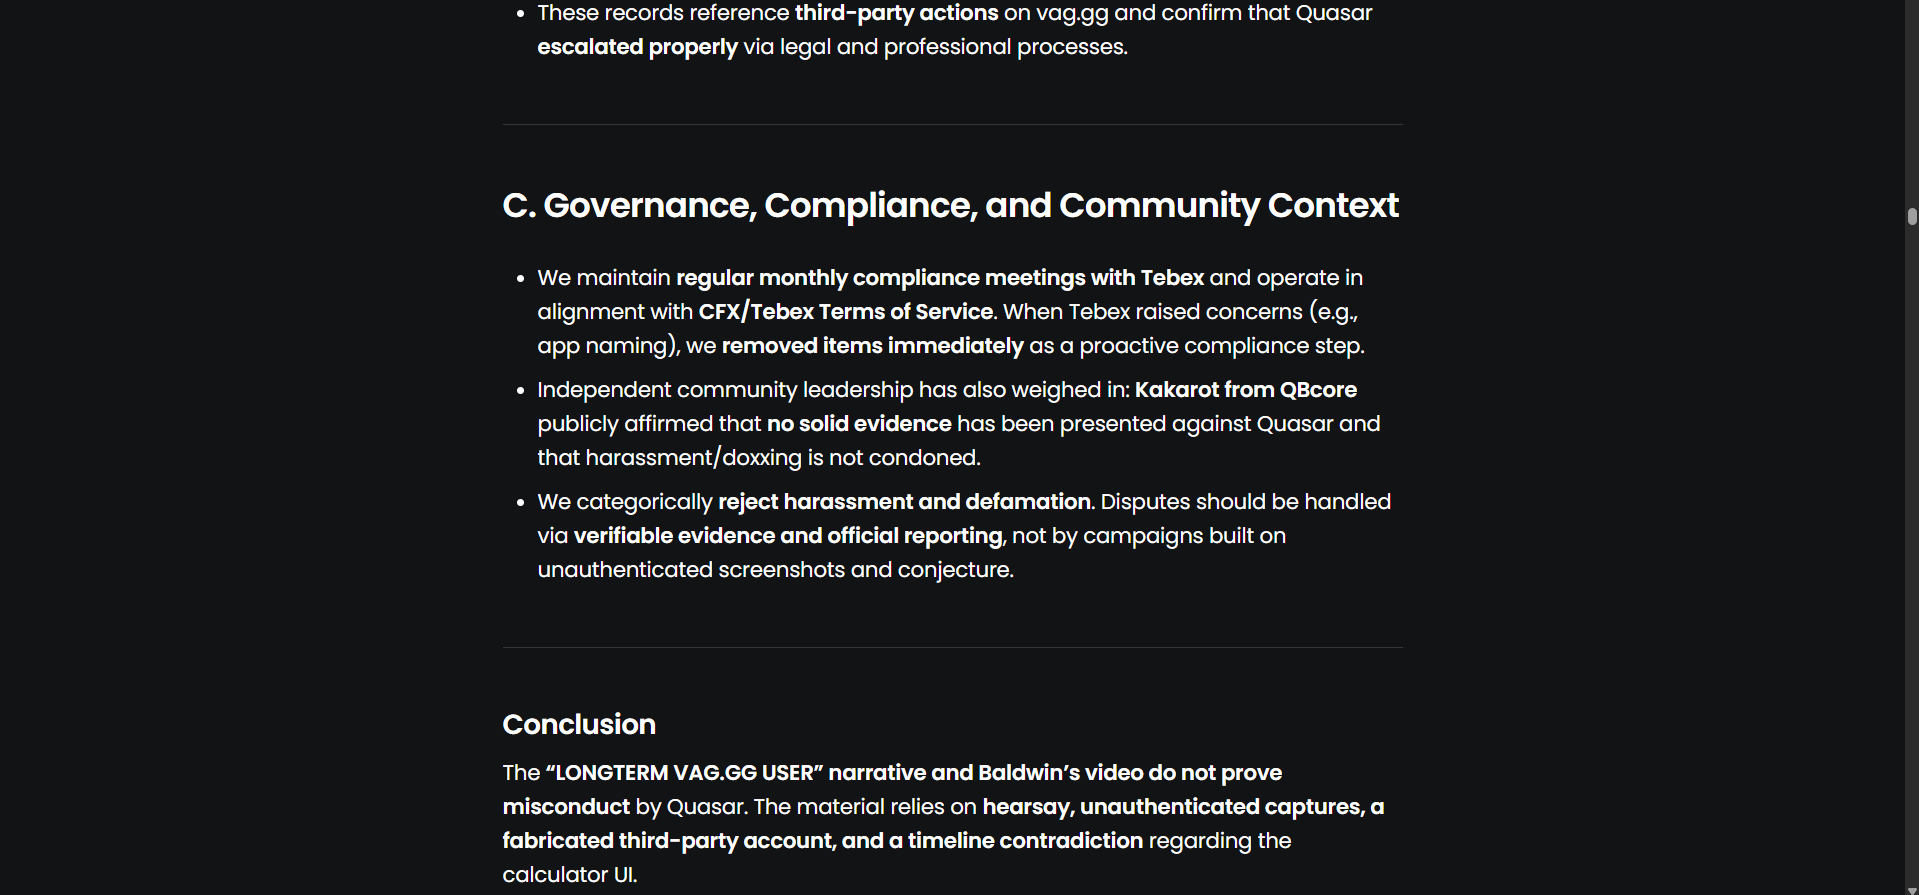 These records reference third-party actions on vag.gg and confirm that Quasar
escalated properly via legal and professional processes.
C. Governance, Compliance, and Community Context
We maintain regular monthly compliance meetings with Tebex and operate in
alignment with CFX/Tebex Terms of Service. When Tebex raised concerns (e.g.,
app naming), we removed items immediately as a proactive compliance step.
Independent community leadership has also weighed in: Kakarot from QBcore
publicly affirmed that no solid evidence has been presented against Quasar and
that harassment/doxxing is not condoned.
We categorically reject harassment and defamation. Disputes should be handled
via verifiable evidence and official reporting, not by campaigns built on
unauthenticated screenshots and conjecture.
Conclusion
The “LONGTERM VAG.GG USER” narrative and Baldwin’s video do not prove
misconduct by Quasar. The material relies on hearsay, unauthenticated captures, a
fabricated third-party account, and a timeline contradiction regarding the
calculator UI.